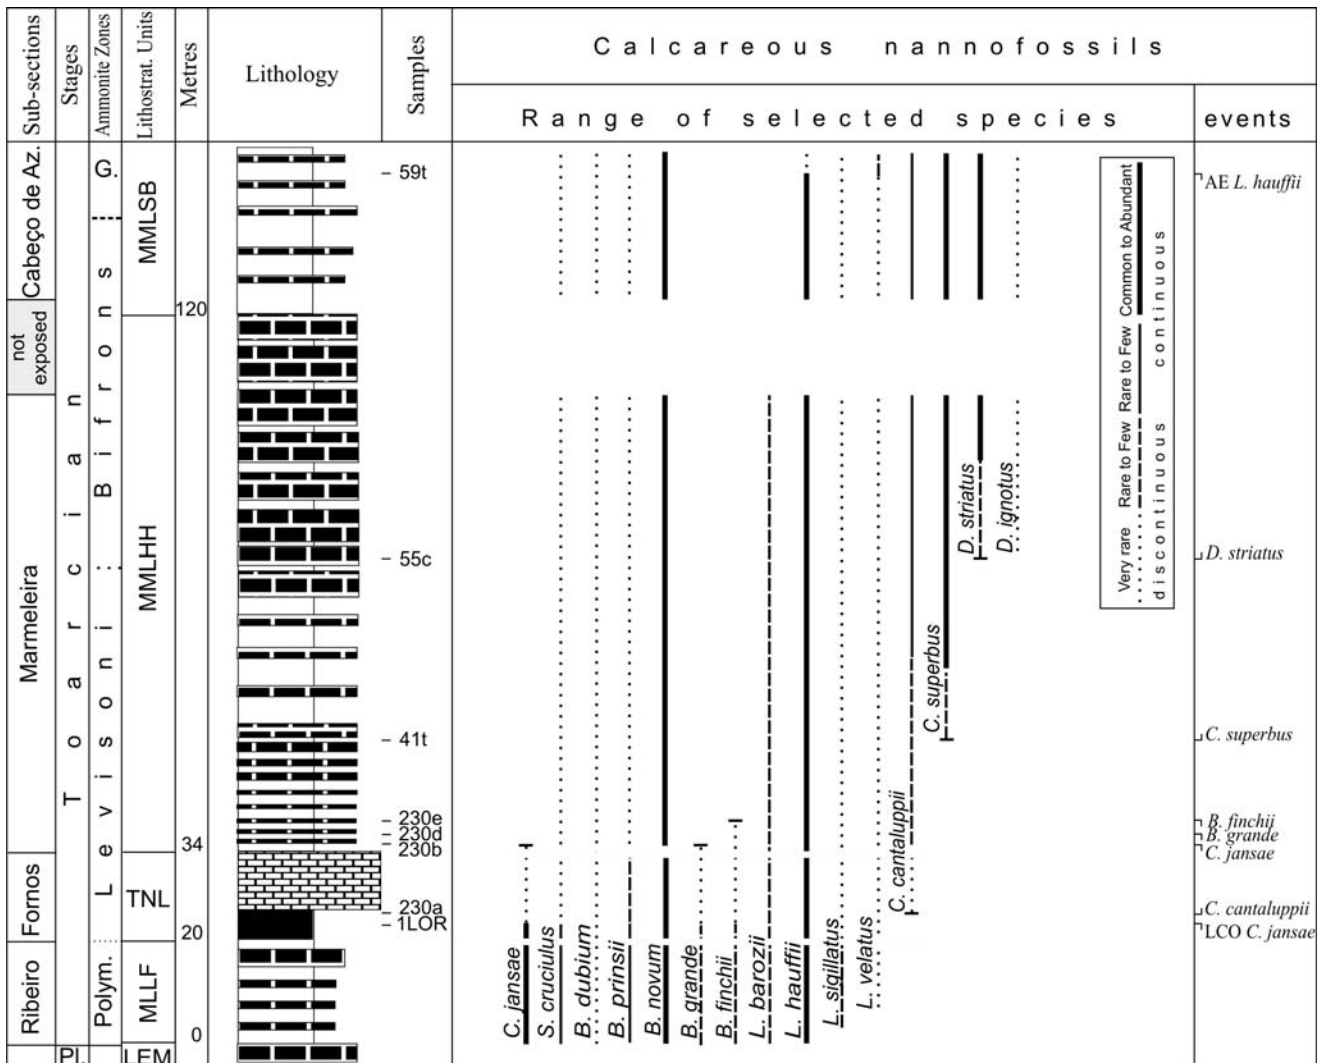 Sub-sections
Stages
Ammonite Zones
Lithostrat. Units
Metres
Lithology
Samples
Calcareous nannofossils
Range of selected species
events
Cabeço de Az.
not exposed
Marmeleira
Fornos
Ribeiro
Toarcian
Pl.
G.
Bifrons
Levisoni
Polym.
MMLSB
MMLHH
TNL
MLLF
LEM
120
34
20
0
59t
55c
41t
230e
230d
230b
230a
1LOR
C. jansae
S. cruciulus
B. dubium
B. prinsii
B. novum
B. grande
B. finchii
L. barozii
L. hauffii
L. sigillatus
L. velatus
C. cantaluppii
C. superbus
D. striatus
D. ignotus
Very rare
Rare to Few
Rare to Few
Common to Abundant
discontinuous
continuous
AE L. hauffii
D. striatus
C. superbus
B. finchii
B. grande
C. jansae
C. cantaluppii
LCO C. jansae